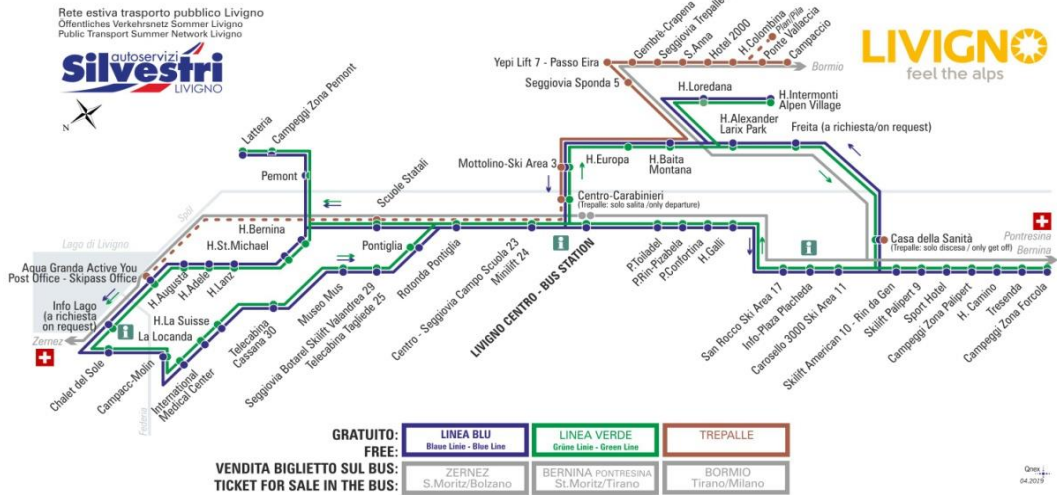 Rete estiva trasporto pubblico Livigno
Öffentliches Verkehrsnetz Sommer Livigno
Public Transport Summer Network Livigno
autoservizi
Silvestri
LIVIGNO
LIVIGNO
feel the alps
N
Gembrè-Crapena
Seggiovia Trepalle
S.Anna
Hotel 2000
H.Colombina
Plan/Pila
Ponte Vallaccia
Campaccio
Yepi Lift 7 - Passo Eira
Bormio
Seggiovia Sponda 5
H.Loredana
H.Intermonti
Alpen Village
H.Alexander
Larix Park
Freita (a richiesta/on request)
Latteria
Campeggi Zona Pemont
Pemont
Mottolino-Ski Area 3
H.Europa
H.Baita
Montana
Scuole Statali
Centro-Carabinieri
(Trepalle: solo salita /only departure)
Spöl
H.Bernina
H.St.Michael
Pontiglia
Lago di Livigno
Aqua Granda Active You
Post Office - Skipass Office
H.Augusta
H.Adele
H.Lanz
Casa della Sanità
(Trepalle: solo discesa / only get off)
Pontresina
Bernina
Info Lago
(a richiesta
on request)
Zernez
H.La Suisse
La Locanda
Chalet del Sole
Federia
Campacc-Molin
International
Medical Center
Telecabina
Cassana 30
Museo Mus
Seggiovia Botarel Skilift Valandrea 29
Telecabina Tagliede 25
Rotonda Pontiglia
Centro - Seggiovia Campo Scuola 23
Minilift 24
LIVIGNO CENTRO - BUS STATION
P.Toiladel
P.Rin-Pzabela
P.Confortina
H.Galli
San Rocco Ski Area 17
Info-Plaza Placheda
Carosello 3000 Ski Area 11
Skilift American 10 - Rin da Gen
Skilift Palipert 9
Sport Hotel
Campeggi Zona Palipert
H. Camino
Tresenda
Campeggi Zona Forcola
GRATUITO:
FREE:
LINEA BLU
Blaue Linie - Blue Line
LINEA VERDE
Grüne Linie - Green Line
TREPALLE
VENDITA BIGLIETTO SUL BUS:
TICKET FOR SALE IN THE BUS:
ZERNEZ
S.Moritz/Bolzano
BERNINA PONTRESINA
St.Moritz/Tirano
BORMIO
Tirano/Milano
Qnex
04.2019